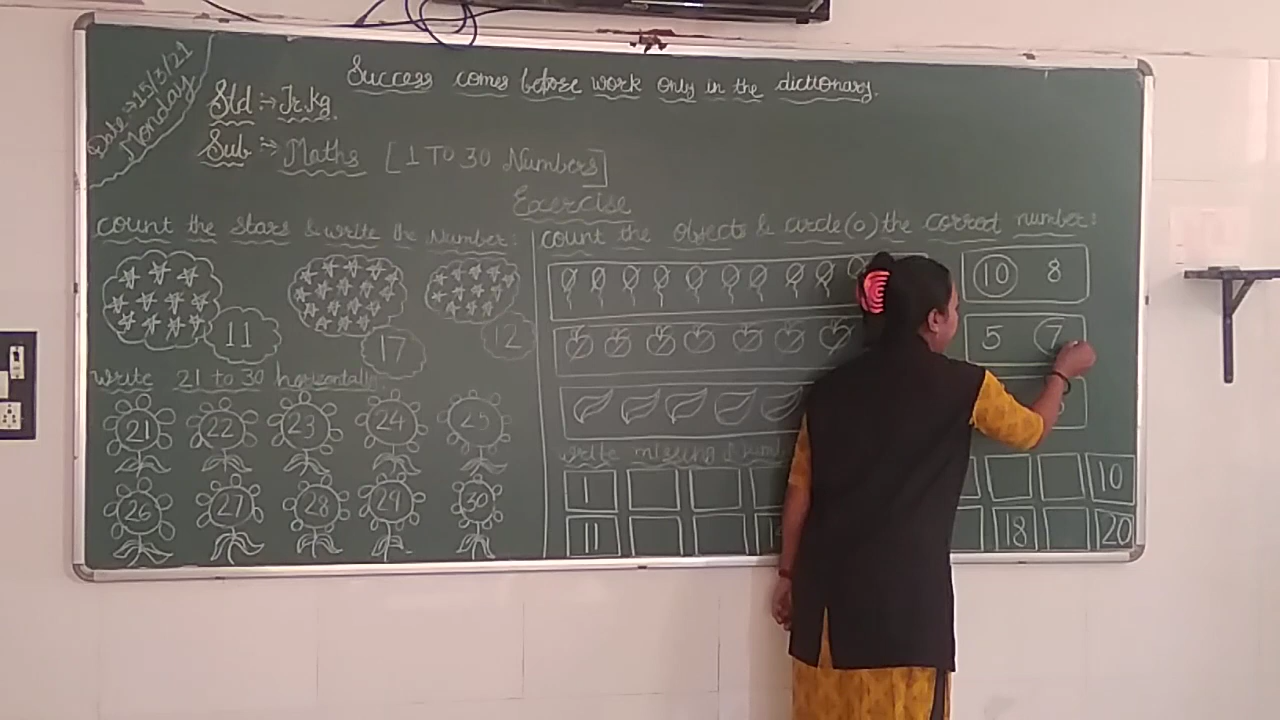 Date:→15/3/21
Monday
Success comes before work only in the dictionary.
Std :→ Jr.kg.
Sub :→ Maths [1 TO 30 Numbers]
Exercise
count the stars & write the Number:
11 17 12
write 21 to 30 horizontally
21 22 23 24 25
26 27 28 29 30
count the objects & circle(o) the correct number:
10 8
5 7
write missing
1 10
11 18 20